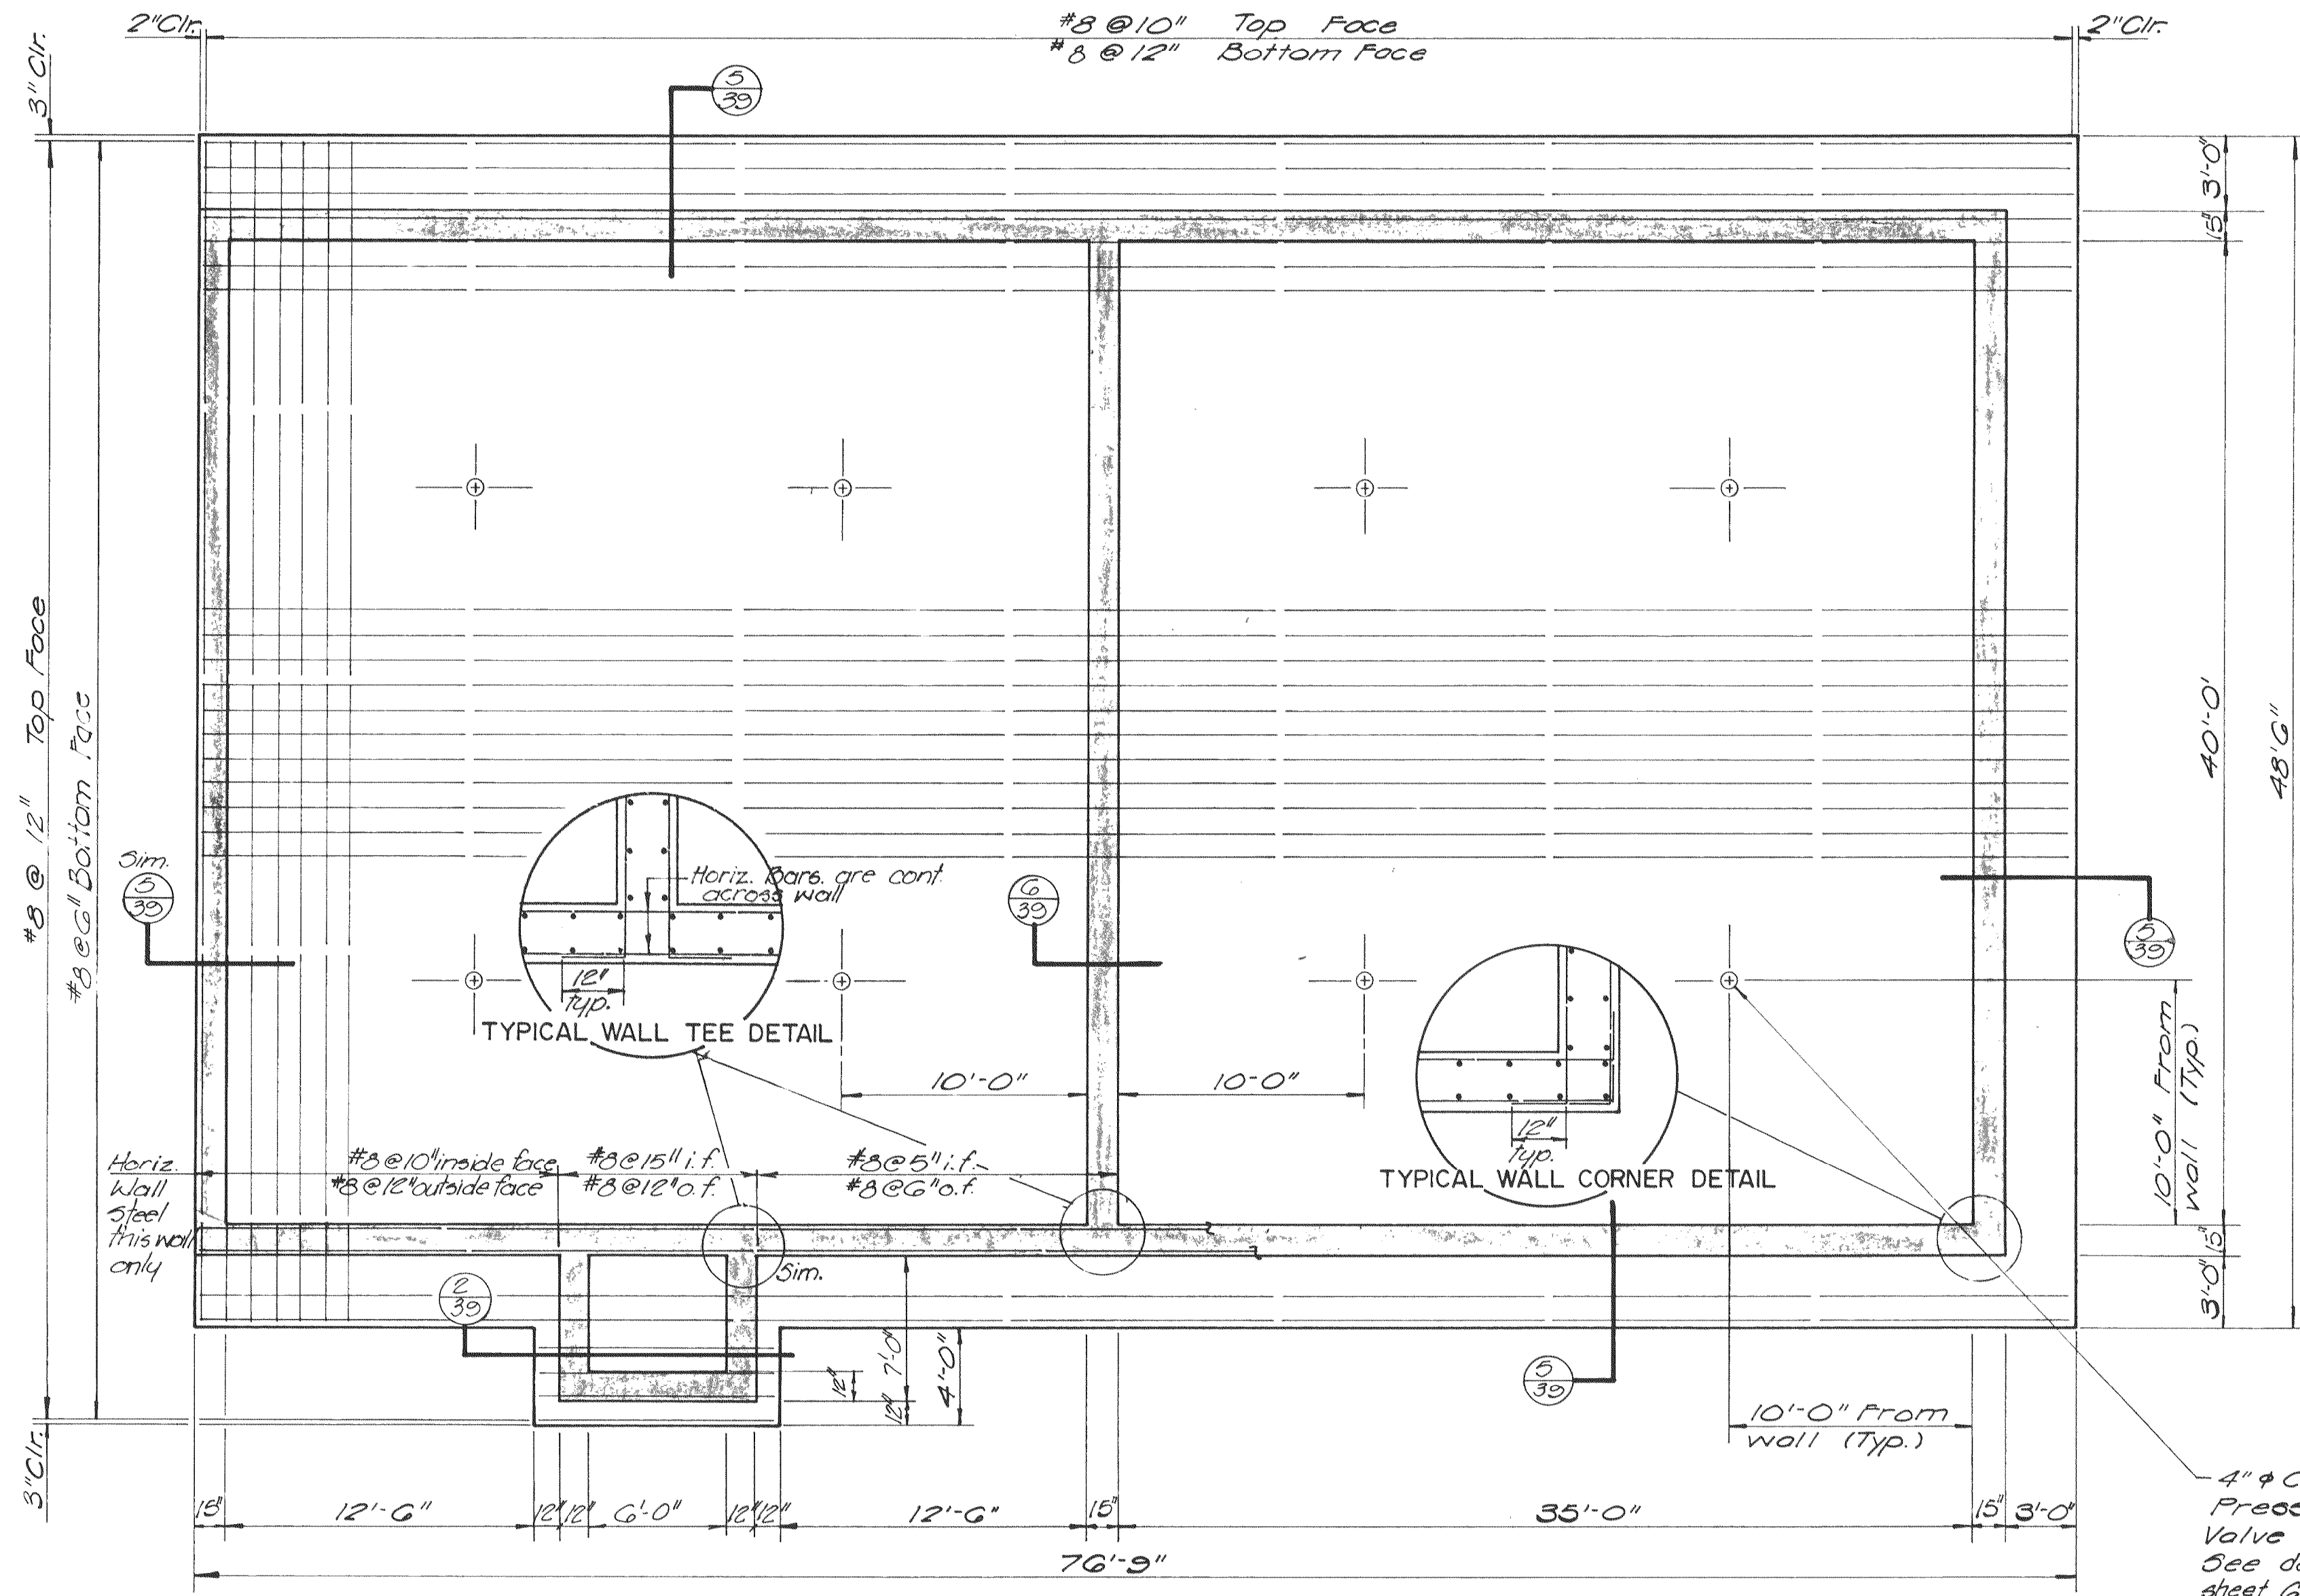 2"Clr.
#8 @10" Top Face
#8 @ 12" Bottom Face
2"Clr.
3" Clr.
5
39
3'-0"
15"
#8 @ 12" Top Face
#8 @6" Bottom Face
40'-0'
48'6"
Sim.
5
39
Horiz. Bars. are cont.
across wall
12"
typ.
TYPICAL WALL TEE DETAIL
6
39
5
39
10'-0"
10-0"
12"
typ.
TYPICAL WALL CORNER DETAIL
10'-0" From
wall (Typ.)
Horiz.
Wall
Steel
this wall
only
#8@10"inside face
#8@12"outside face
#8@15" i.f.
#8@12"o.f.
#8@5"i.f.
#8@6"o.f.
Sim.
2
39
7'-0"
12"
12"
4'-0"
15"
3'-0"
5
39
10'-0" From
wall (Typ.)
3"Clr.
15"
12'-6"
12"
12"
6'-0"
12"
12"
12'-6"
15"
35'-0"
15"
3'-0"
76'-9"
4" φ C
Press
Valve
See de
sheet 6